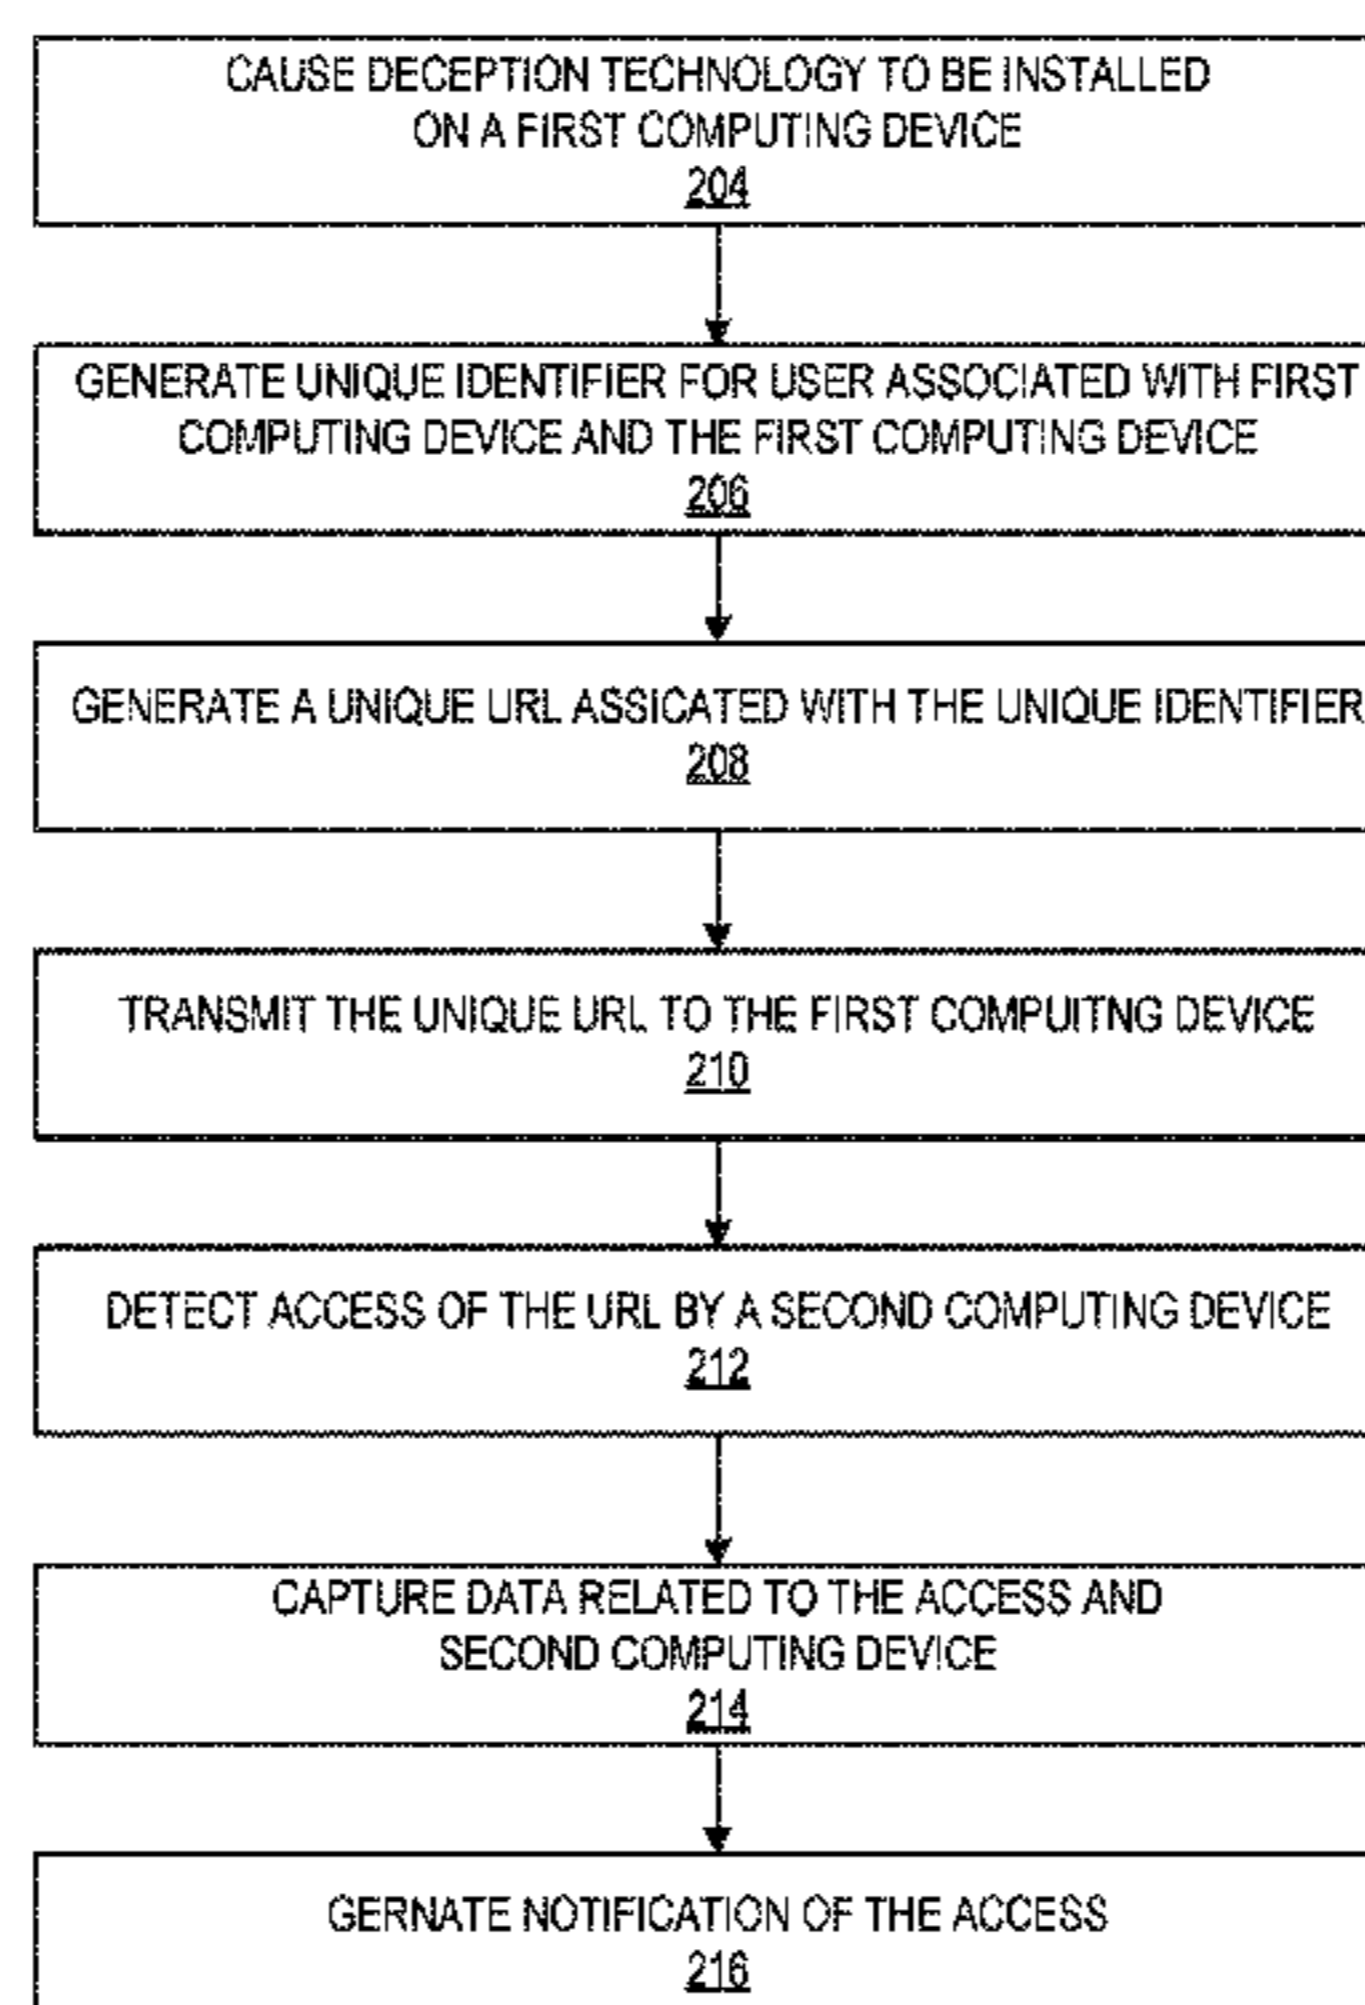 CAUSE DECEPTION TECHNOLOGY TO BE INSTALLED
ON A FIRST COMPUTING DEVICE
204
GENERATE UNIQUE IDENTIFIER FOR USER ASSOCIATED WITH FIRST
COMPUTING DEVICE AND THE FIRST COMPUTING DEVICE
206
GENERATE A UNIQUE URL ASSICATED WITH THE UNIQUE IDENTIFIER
208
TRANSMIT THE UNIQUE URL TO THE FIRST COMPUITNG DEVICE
210
DETECT ACCESS OF THE URL BY A SECOND COMPUTING DEVICE
212
CAPTURE DATA RELATED TO THE ACCESS AND
SECOND COMPUTING DEVICE
214
GERNATE NOTIFICATION OF THE ACCESS
216